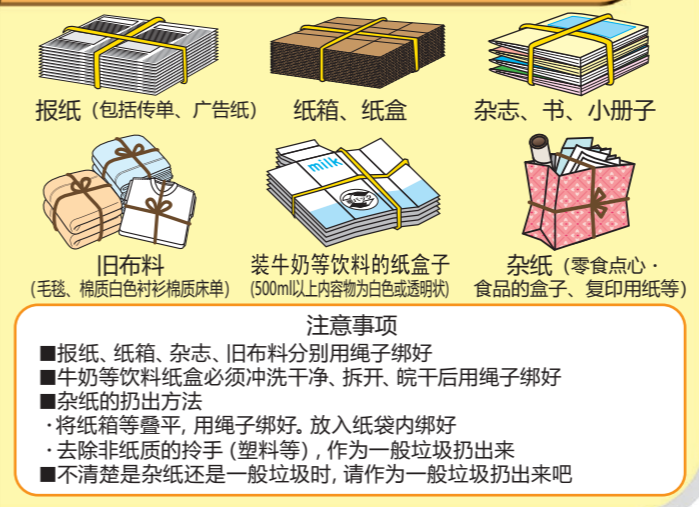 报纸（包括传单、广告纸）
纸箱、纸盒
杂志、书、小册子
milk
旧布料
（毛毯、棉质白色衬衫棉质床单）
装牛奶等饮料的纸盒子
（500ml以上内容物为白色或透明状）
杂纸（零食点心・
食品的盒子、复印用纸等）
注意事项
■报纸、纸箱、杂志、旧布料分别用绳子绑好
■牛奶等饮料纸盒必须冲洗干净、拆开、皖干后用绳子绑好
■杂纸的扔出方法
・将纸箱等叠平，用绳子绑好。放入纸袋内绑好
・去除非纸质的拎手（塑料等），作为一般垃圾扔出来
■不清楚是杂纸还是一般垃圾时，请作为一般垃圾扔出来吧